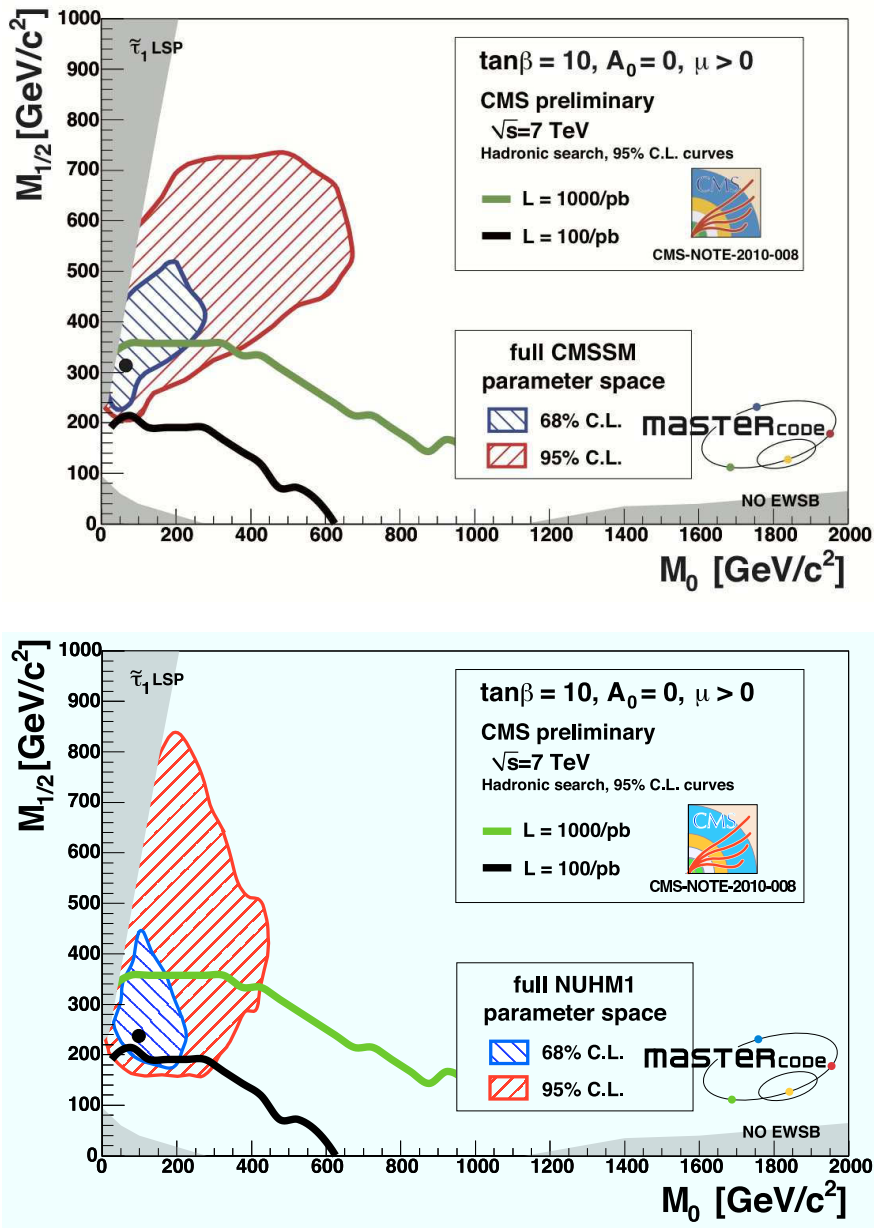 M1/2 [GeV/c2]
1000
900
800
700
600
500
400
300
200
100
0
τ̃1 LSP
tanβ = 10, A0 = 0, μ > 0
CMS preliminary
√s=7 TeV
Hadronic search, 95% C.L. curves
L = 1000/pb
L = 100/pb
CMS
CMS-NOTE-2010-008
full CMSSM
parameter space
68% C.L.
95% C.L.
masTERcode
NO EWSB
0 200 400 600 800 1000 1200 1400 1600 1800 2000
M0 [GeV/c2]
M1/2 [GeV/c2]
1000
900
800
700
600
500
400
300
200
100
0
τ̃1 LSP
tanβ = 10, A0 = 0, μ > 0
CMS preliminary
√s=7 TeV
Hadronic search, 95% C.L. curves
L = 1000/pb
L = 100/pb
CMS
CMS-NOTE-2010-008
full NUHM1
parameter space
68% C.L.
95% C.L.
masTERcode
NO EWSB
0 200 400 600 800 1000 1200 1400 1600 1800 2000
M0 [GeV/c2]